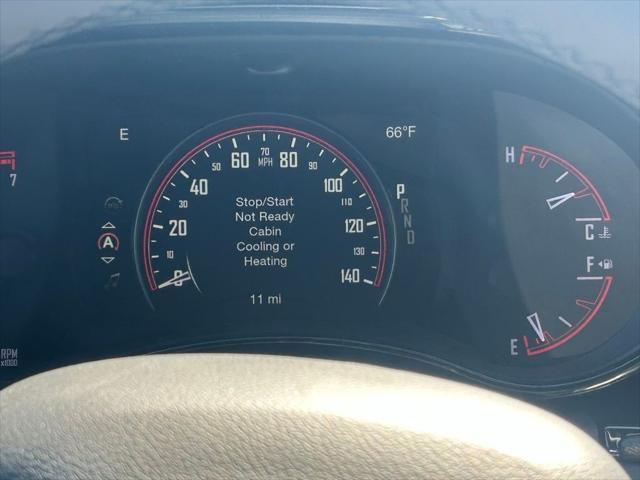 E
66°F
7
50
60
70
MPH
80
90
40
100
20
110
10
120
0
130
140
Stop/Start
Not Ready
Cabin
Cooling or
Heating
11 mi
A
P
R
N
D
H
C
F
E
RPM
x1000